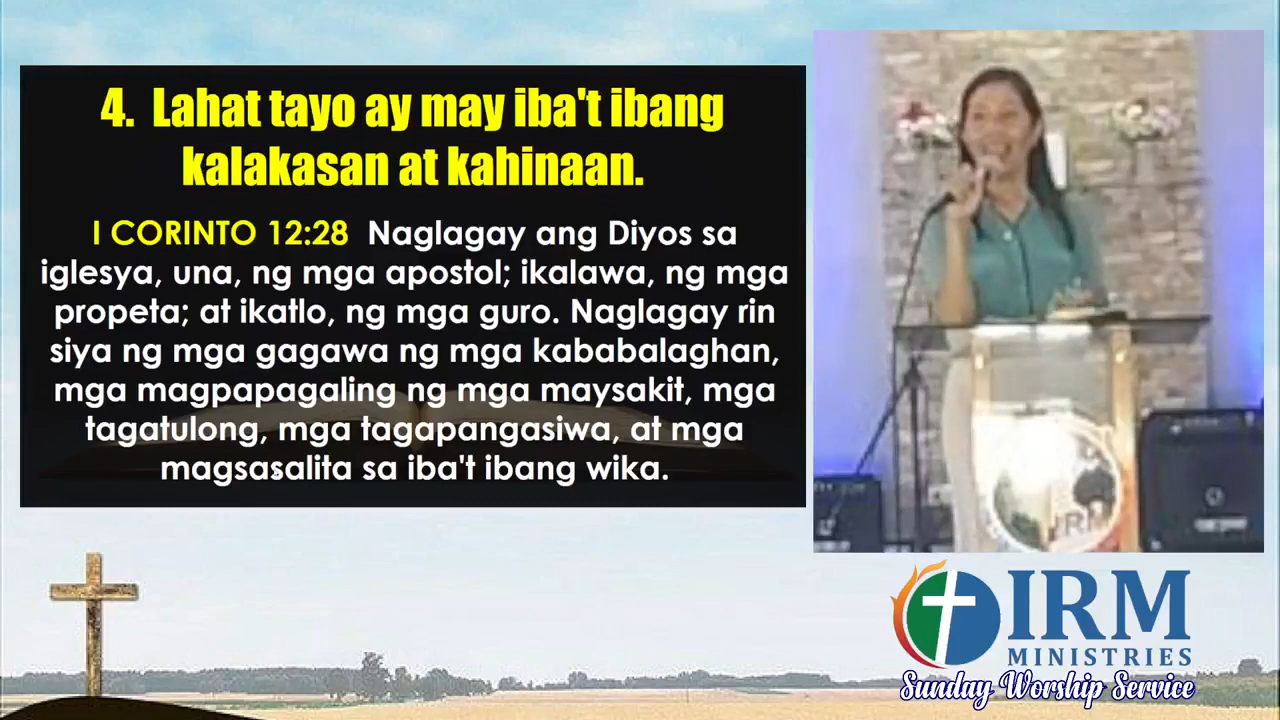 4. Lahat tayo ay may iba't ibang
kalakasan at kahinaan.
I CORINTO 12:28 Naglagay ang Diyos sa
iglesya, una, ng mga apostol; ikalawa, ng mga
propeta; at ikatlo, ng mga guro. Naglagay rin
siya ng mga gagawa ng mga kababalaghan,
mga magpapagaling ng mga maysakit, mga
tagatulong, mga tagapangasiwa, at mga
magsasalita sa iba't ibang wika.
IRM
IRM
MINISTRIES
Sunday Worship Service